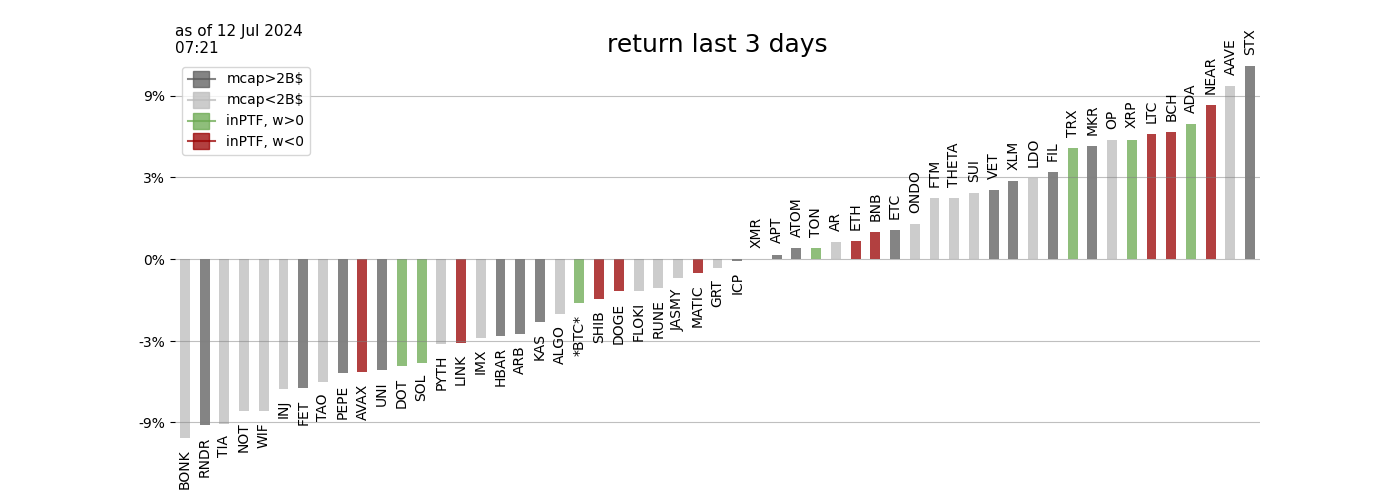 as of 12 Jul 2024
07:21
return last 3 days
mcap>2B$
mcap<2B$
inPTF, w>0
inPTF, w<0
9%
3%
0%
-3%
-9%
BONK
RNDR
TIA
NOT
WIF
INJ
FET
TAO
PEPE
AVAX
UNI
DOT
SOL
PYTH
LINK
IMX
HBAR
ARB
KAS
ALGO
*BTC*
SHIB
DOGE
FLOKI
RUNE
JASMY
MATIC
GRT
ICP
XMR
APT
ATOM
TON
AR
ETH
BNB
ETC
ONDO
FTM
THETA
SUI
VET
XLM
LDO
FIL
TRX
MKR
OP
XRP
LTC
BCH
ADA
NEAR
AAVE
STX